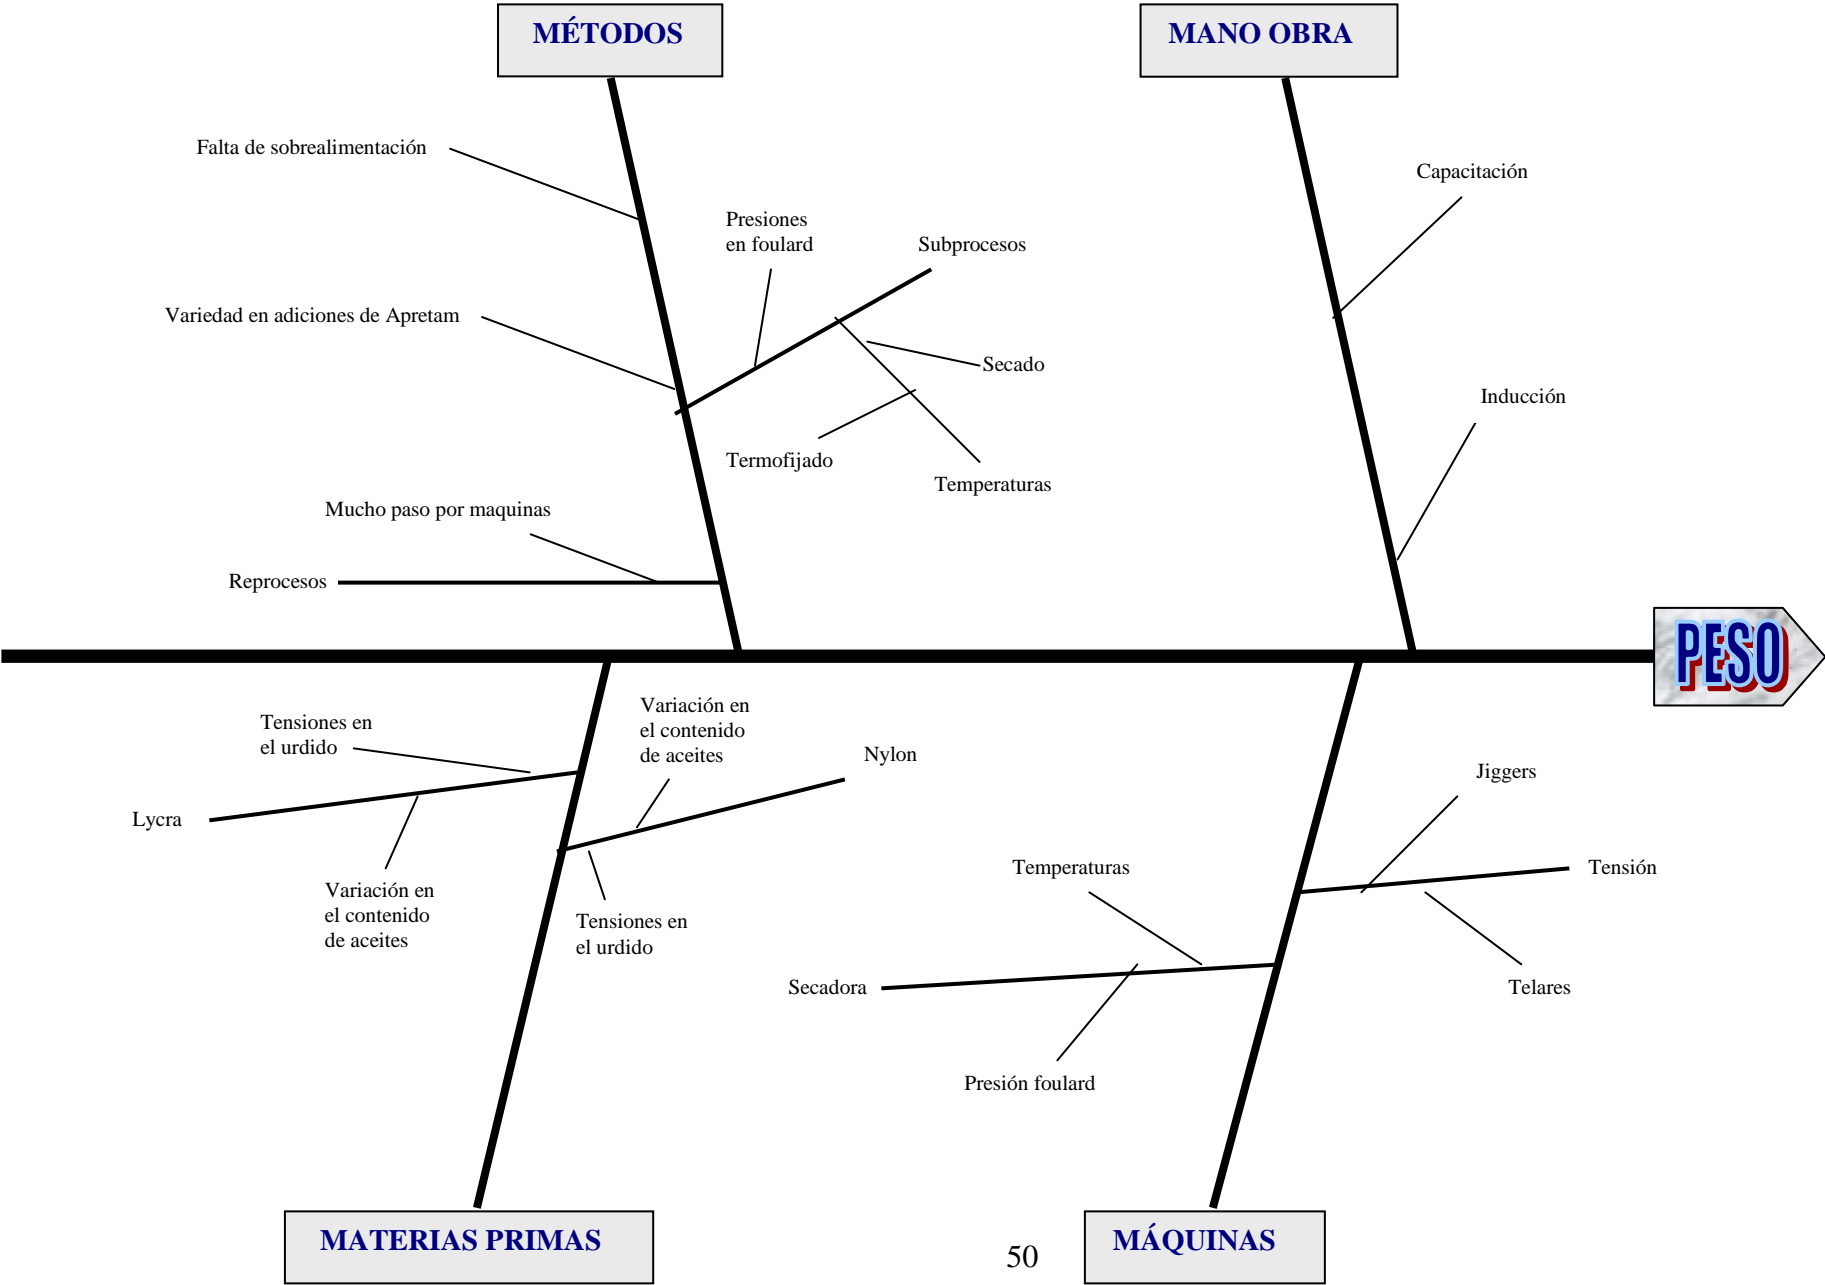 MÉTODOS
MANO OBRA
Falta de sobrealimentación
Capacitación
Presiones
en foulard
Subprocesos
Variedad en adiciones de Apretam
Secado
Inducción
Termofijado
Temperaturas
Mucho paso por maquinas
Reprocesos
PESO
Tensiones en
el urdido
Variación en
el contenido
de aceites
Nylon
Jiggers
Lycra
Temperaturas
Tensión
Variación en
el contenido
de aceites
Tensiones en
el urdido
Secadora
Telares
Presión foulard
MATERIAS PRIMAS
50
MÁQUINAS